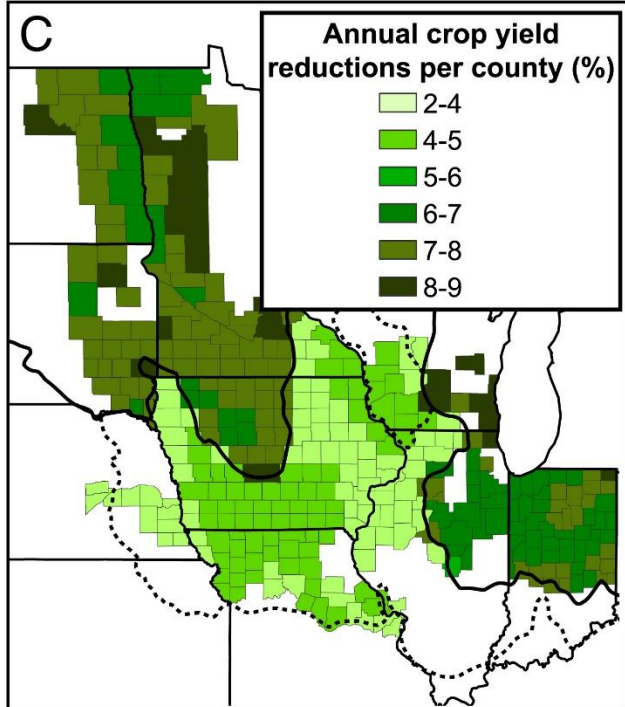 C
Annual crop yield
reductions per county (%)
2-4
4-5
5-6
6-7
7-8
8-9